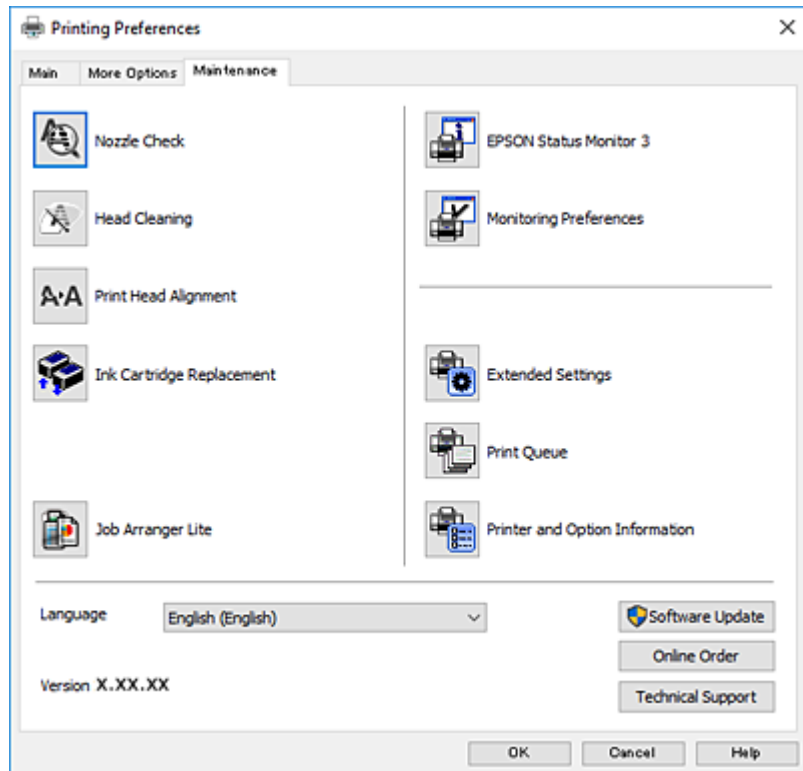 Printing Preferences
Main More Options Maintenance
Nozzle Check
Head Cleaning
A·A Print Head Alignment
Ink Cartridge Replacement
Job Arranger Lite
EPSON Status Monitor 3
Monitoring Preferences
Extended Settings
Print Queue
Printer and Option Information
Language English (English)
Version X.XX.XX
Software Update
Online Order
Technical Support
OK Cancel Help